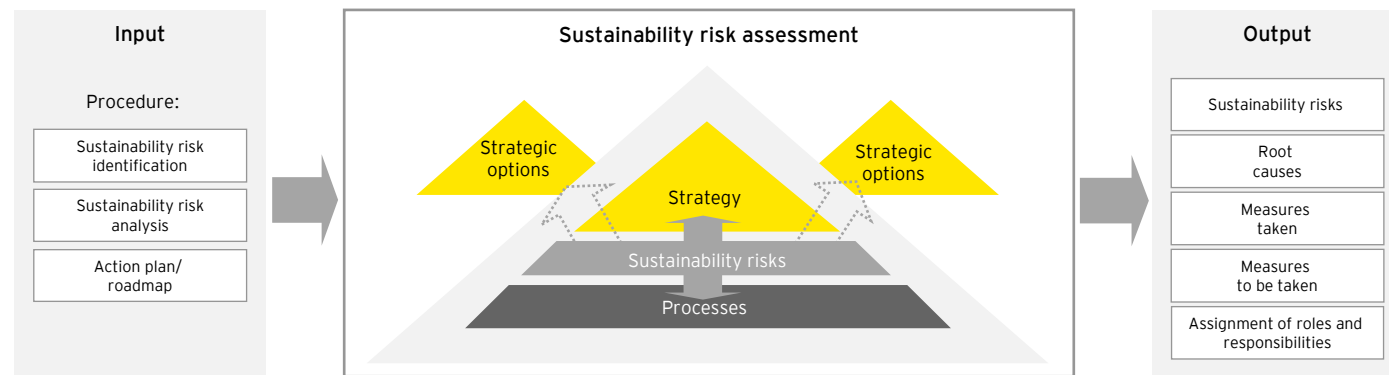 Input
Procedure:
Sustainability risk
identification
Sustainability risk
analysis
Action plan/
roadmap
Sustainability risk assessment
Strategic
options
Strategic
options
Strategy
Sustainability risks
Processes
Output
Sustainability risks
Root
causes
Measures
taken
Measures
to be taken
Assignment of roles and
responsibilities